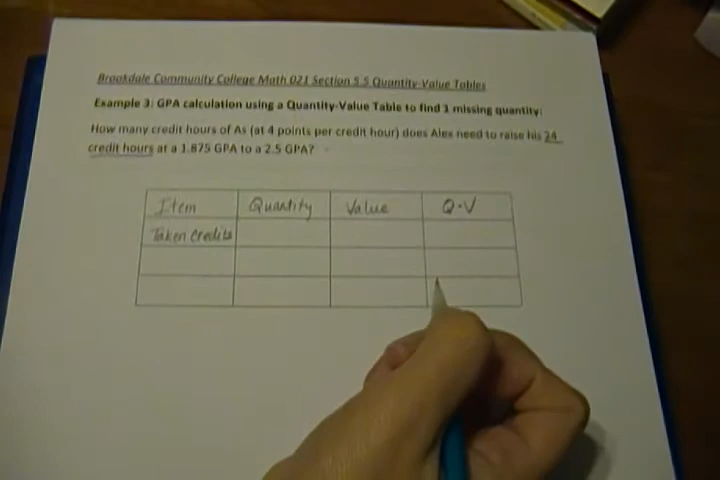 Brookdale Community College Math 021 Section 5.5 Quantity-Value Tables
Example 3: GPA calculation using a Quantity-Value Table to find 1 missing quantity:
How many credit hours of As (at 4 points per credit hour) does Alex need to raise his 24
credit hours at a 1.875 GPA to a 2.5 GPA?
Item Quantity Value Q·V
Taken Credits